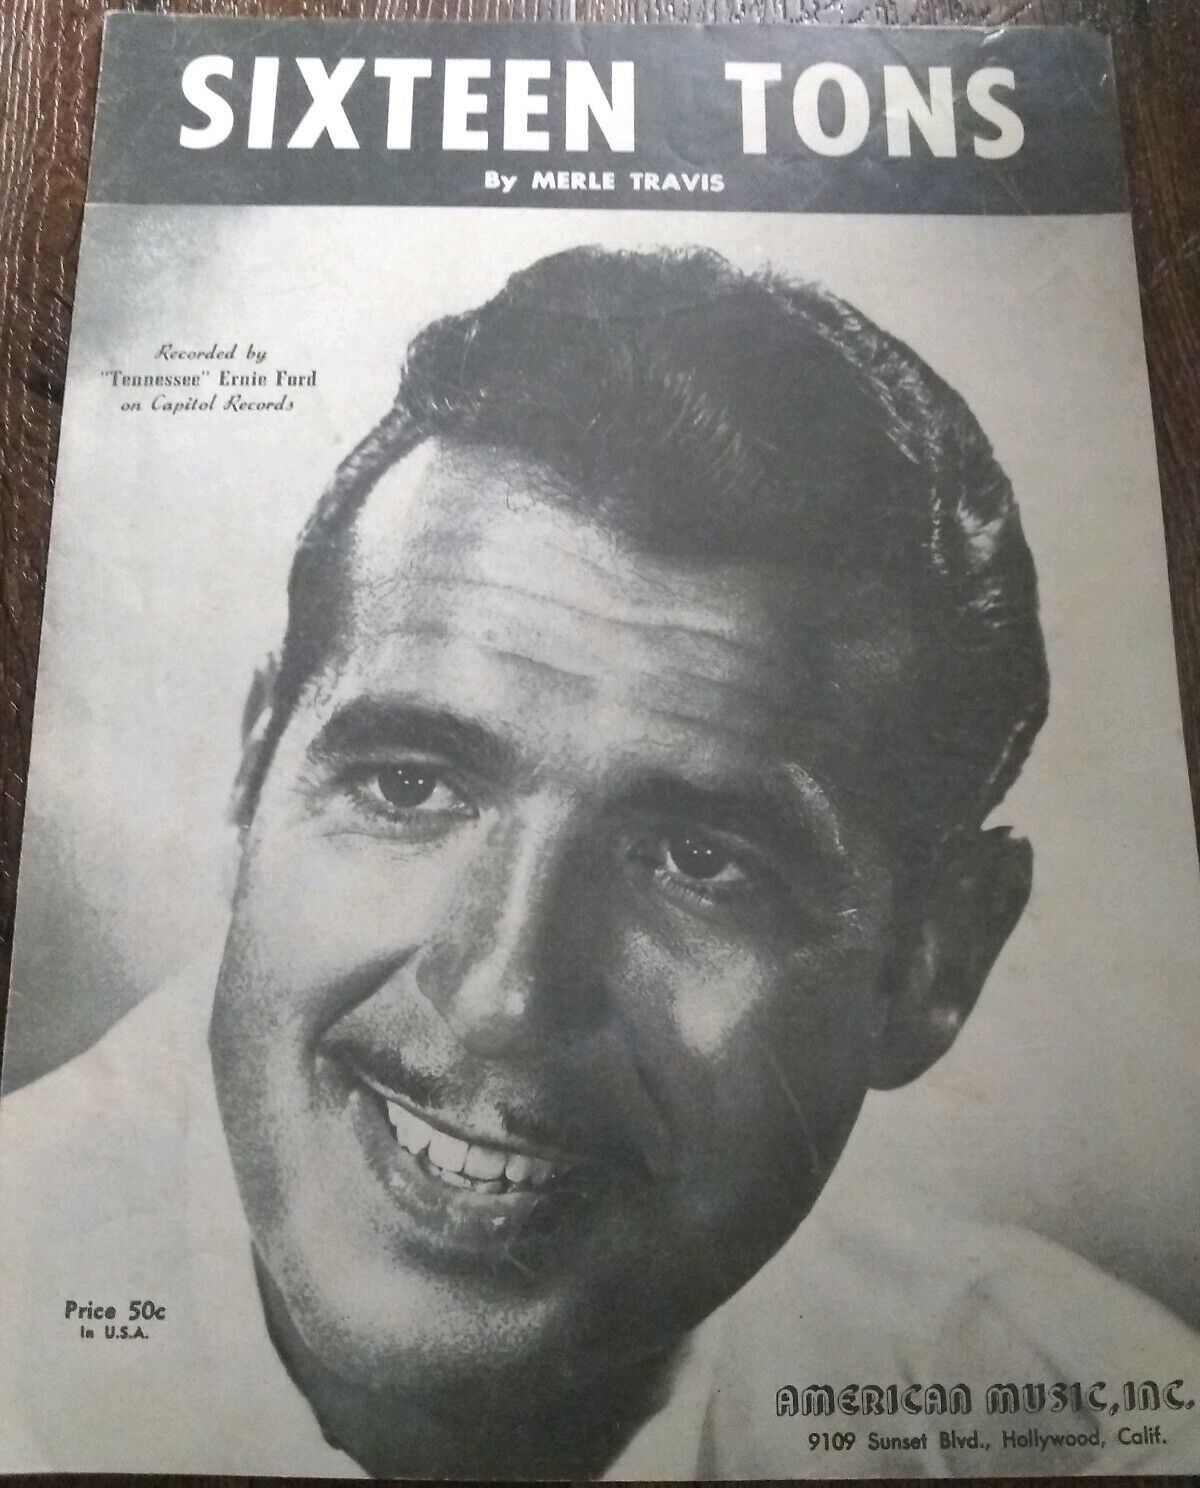 SIXTEEN TONS
By MERLE TRAVIS
Recorded by
"Tennessee" Ernie Ford
on Capitol Records
Price 50c
In U.S.A.
AMERICAN MUSIC, INC.
9109 Sunset Blvd., Hollywood, Calif.